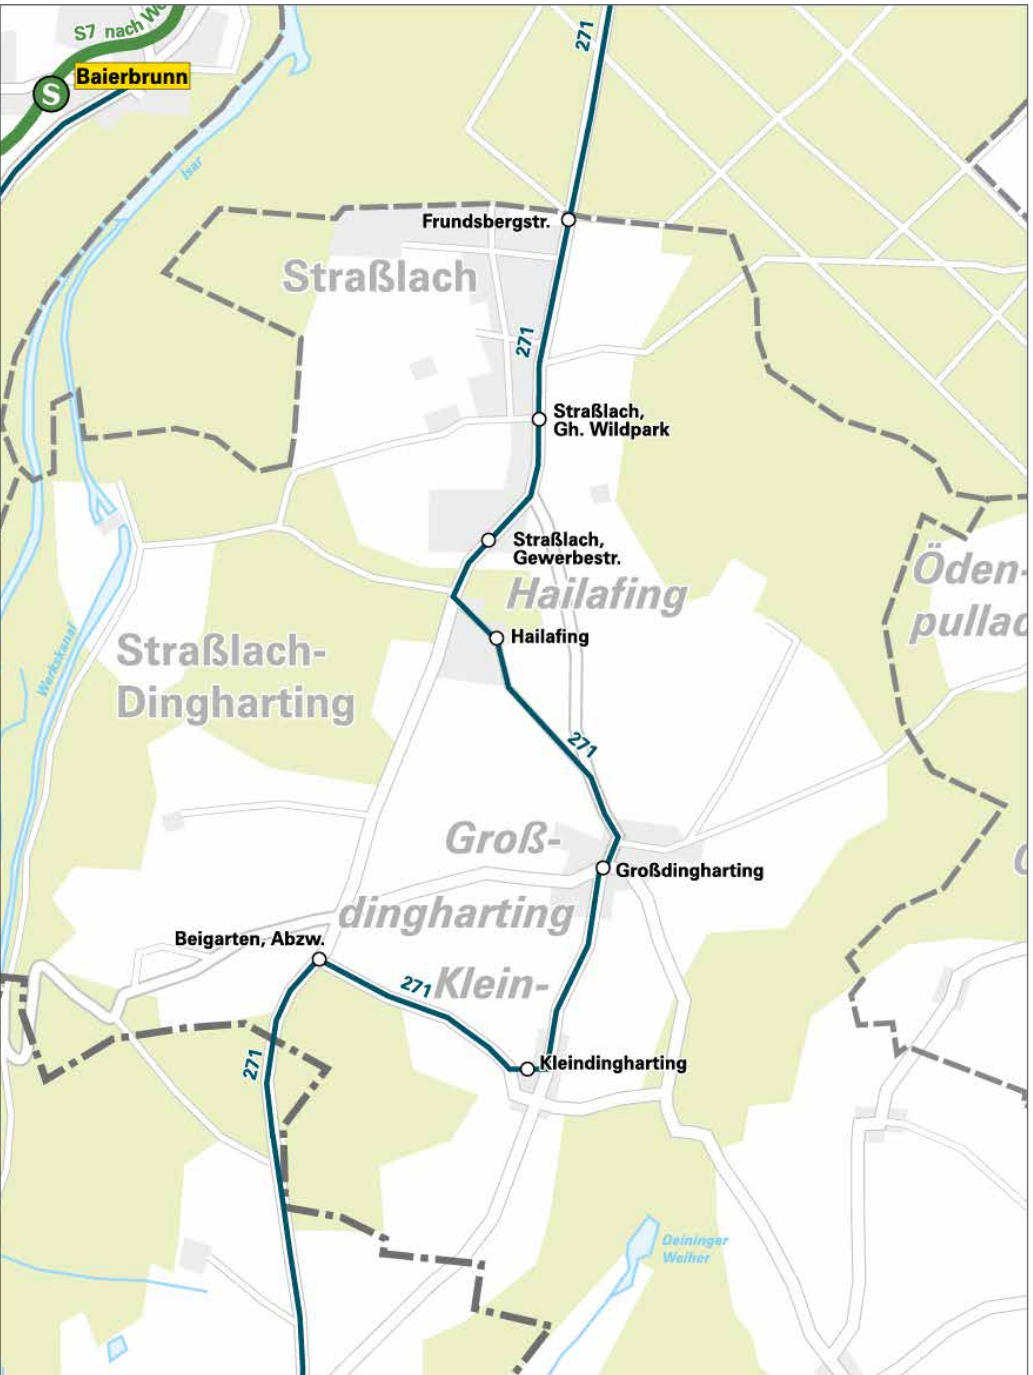 S7 nach
271
S
Baierbrunn
Isar
Frundsbergstr.
Straßlach
271
Straßlach,
Gh. Wildpark
Straßlach,
Gewerbestr.
Hailafing
Hailafing
Öden-
pullac
Werkskanal
Straßlach-
Dingharting
271
Groß-
dingharting
Großdingharting
Beigarten, Abzw.
271
Klein-
271
Kleindingharting
Deininger
Weiher